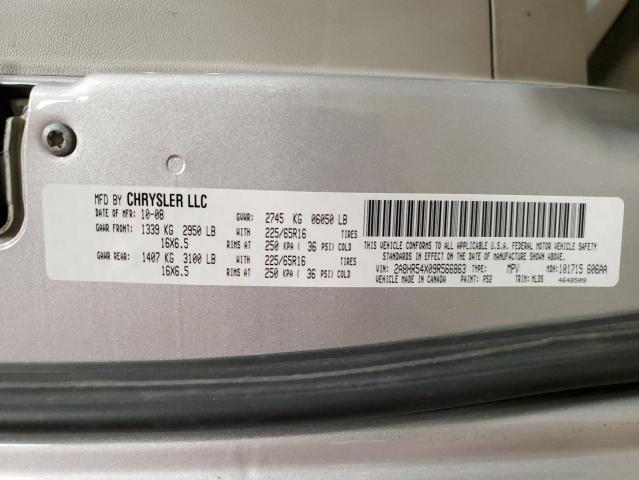 MFD BY CHRYSLER LLC
DATE OF MFR: 10-08 GVWR: 2745 KG 06050 LB
GAWR FRONT: 1339 KG 2950 LB WITH 225/65R16 TIRES
16X6.5 RIMS AT 250 KPA ( 36 PSI) COLD
GAWR REAR: 1407 KG 3100 LB WITH 225/65R16 TIRES
16X6.5 RIMS AT 250 KPA ( 36 PSI) COLD
THIS VEHICLE CONFORMS TO ALL APPLICABLE U.S.A. FEDERAL MOTOR VEHICLE SAFETY
STANDARDS IN EFFECT ON THE DATE OF MANUFACTURE SHOWN ABOVE.
VIN: 2A8HR54X09R566863 TYPE: MPV MDH: 101715 606AA
VEHICLE MADE IN CANADA PAINT: PS2 TRIM: MLDS 4648509